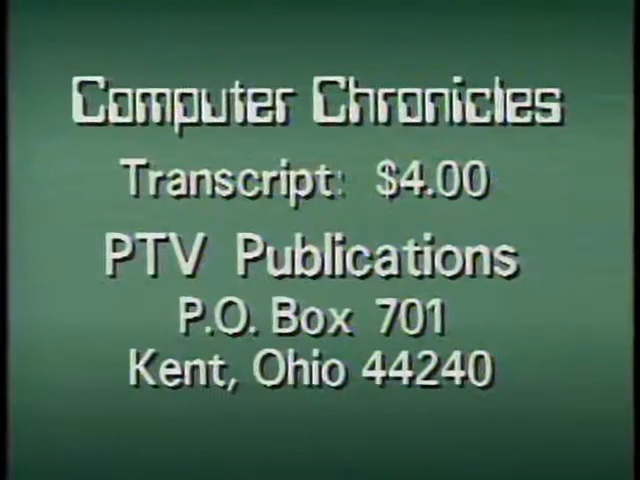 Computer Chronicles
Transcript: $4.00
PTV Publications
P.O. Box 701
Kent, Ohio 44240